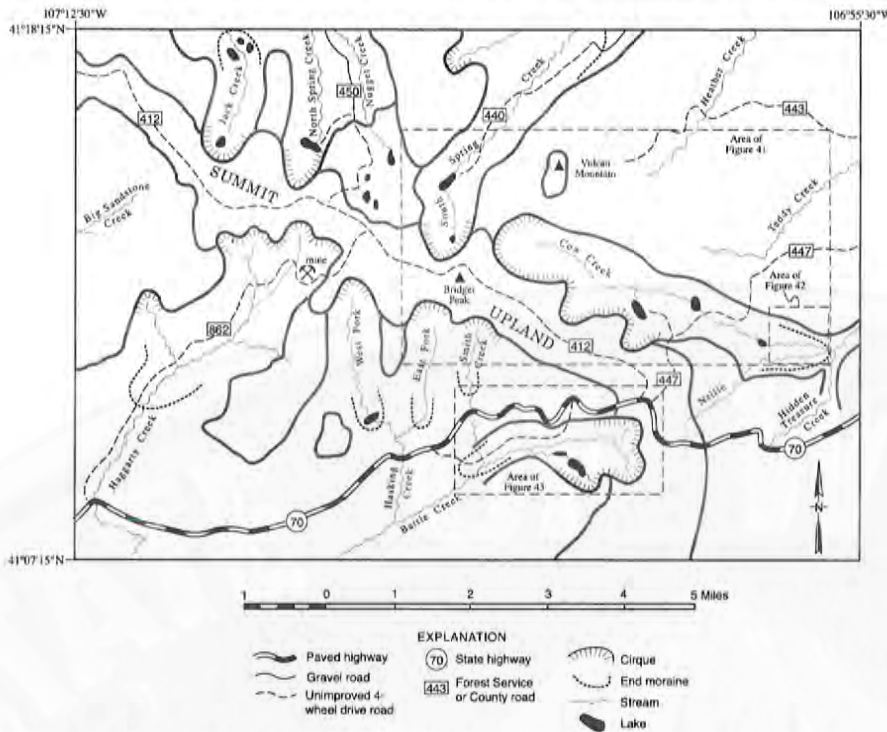 107°12'30"W
106°55'30"W
41°18'15"N
Jack Creek
North Spring Creek
Nugget Creek
450
412
Creek
Spring
440
South
Heather Creek
443
Area of
Figure 41
Vulcan
Mountain
SUMMIT
Big Sandstone
Creek
Teddy Creek
447
Cow Creek
Area of
Figure 42
mine
Bridger
Peak
UPLAND
862
West Fork
East Fork
Smith
Creek
412
447
Nellie
Hidden
Treasure
Creek
70
Haggarty Creek
Area of
Figure 43
Hasking
Creek
Battle Creek
70
N
41°07'15"N
1 0 1 2 3 4 5 Miles
EXPLANATION
Paved highway
Gravel road
Unimproved 4-
wheel drive road
70 State highway
443 Forest Service
or County road
Cirque
End moraine
Stream
Lake